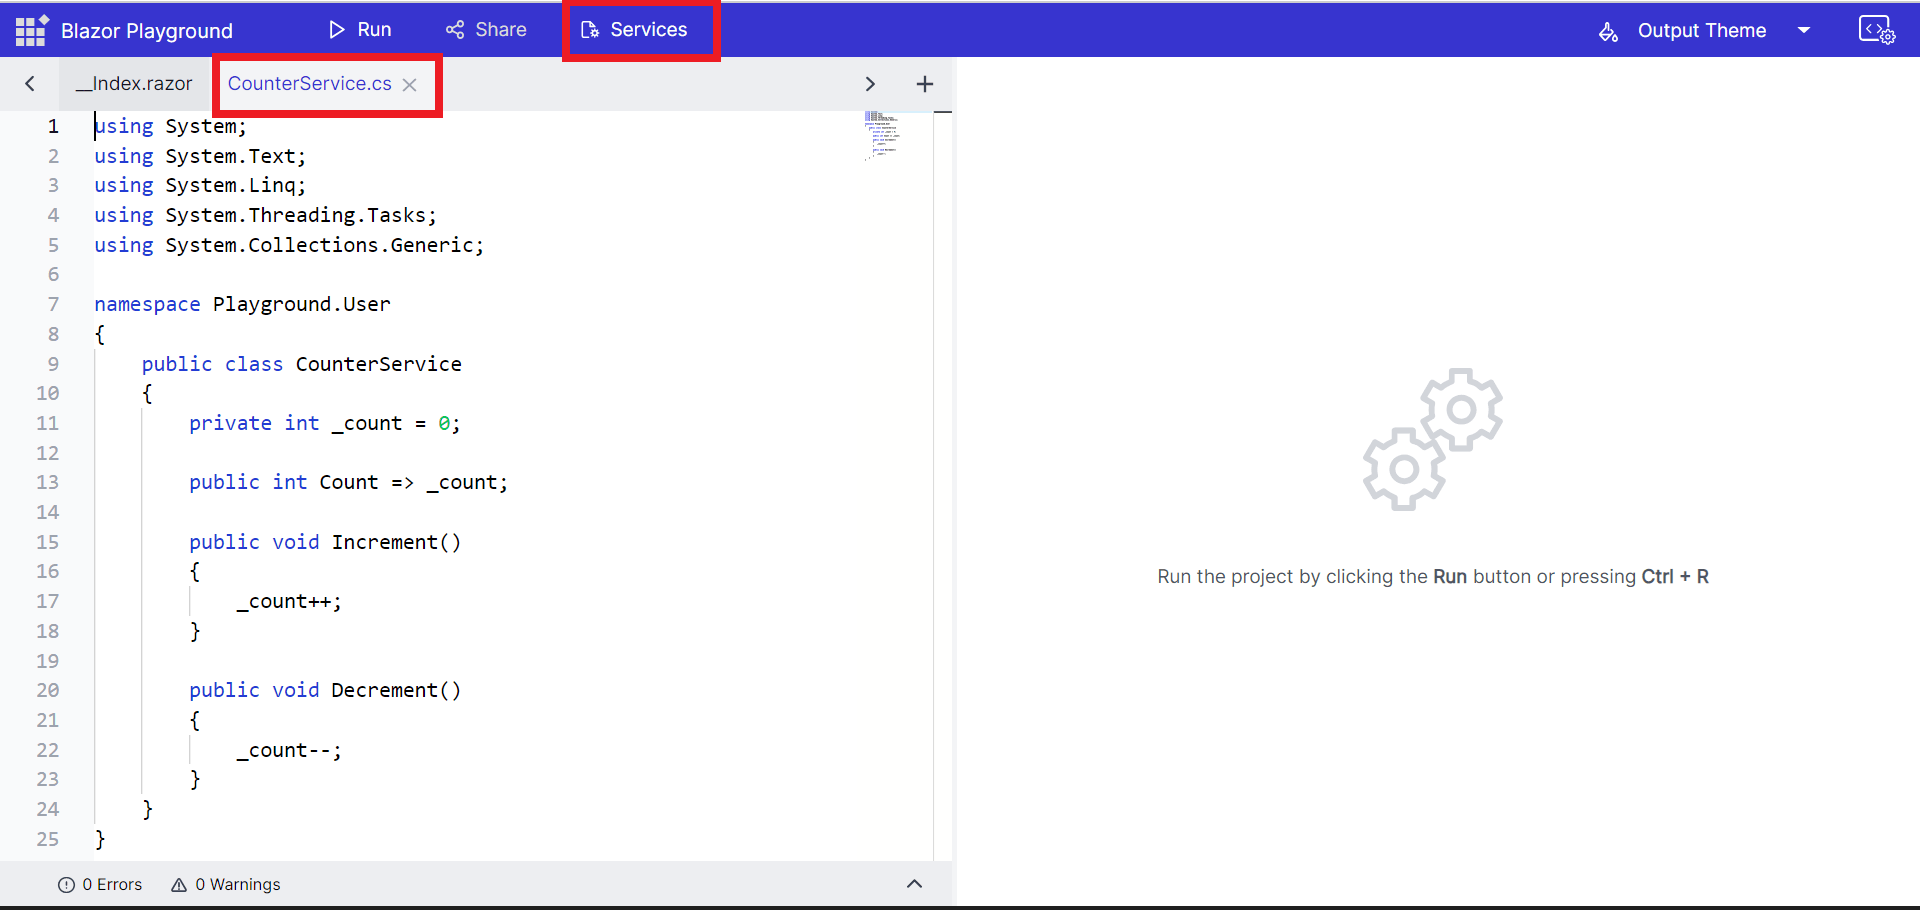 Blazor Playground Run Share Services Output Theme
__Index.razor CounterService.cs
1 using System;
2 using System.Text;
3 using System.Linq;
4 using System.Threading.Tasks;
5 using System.Collections.Generic;
6
7 namespace Playground.User
8 {
9     public class CounterService
10     {
11         private int _count = 0;
12
13         public int Count => _count;
14
15         public void Increment()
16         {
17             _count++;
18         }
19
20         public void Decrement()
21         {
22             _count--;
23         }
24     }
25 }
Run the project by clicking the Run button or pressing Ctrl + R
0 Errors 0 Warnings